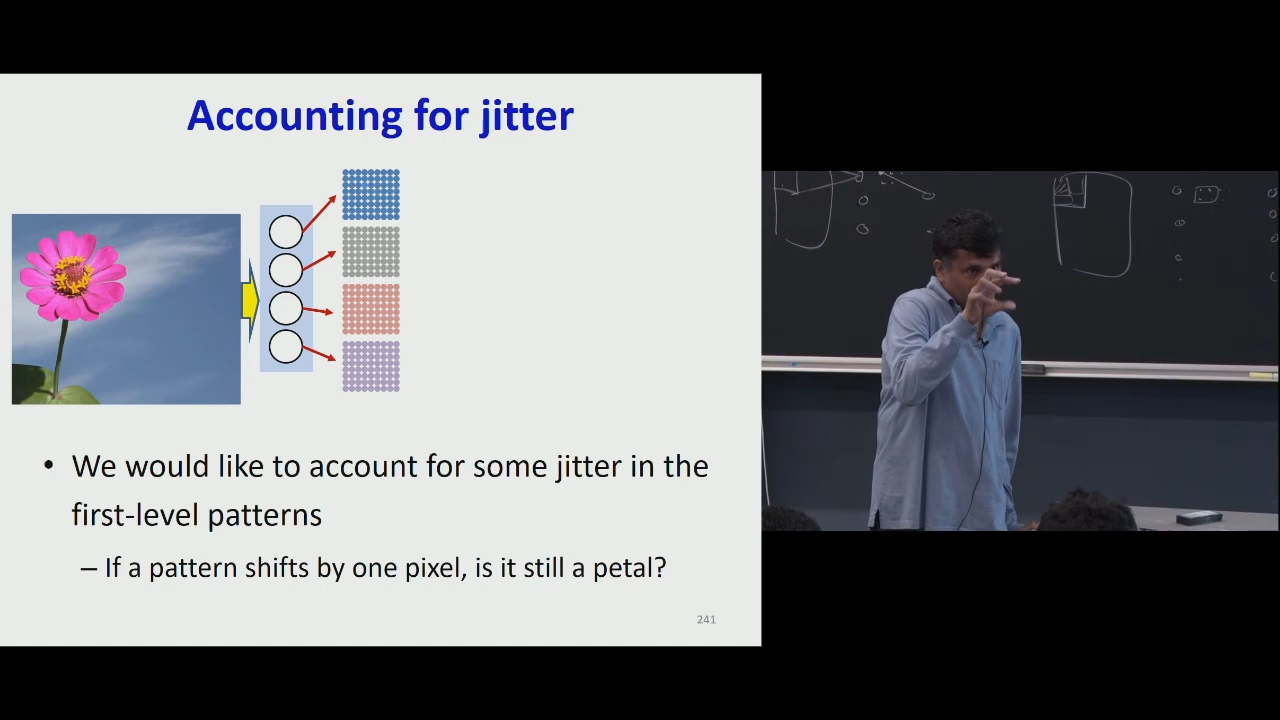 Accounting for jitter
• We would like to account for some jitter in the
first-level patterns
– If a pattern shifts by one pixel, is it still a petal?
241